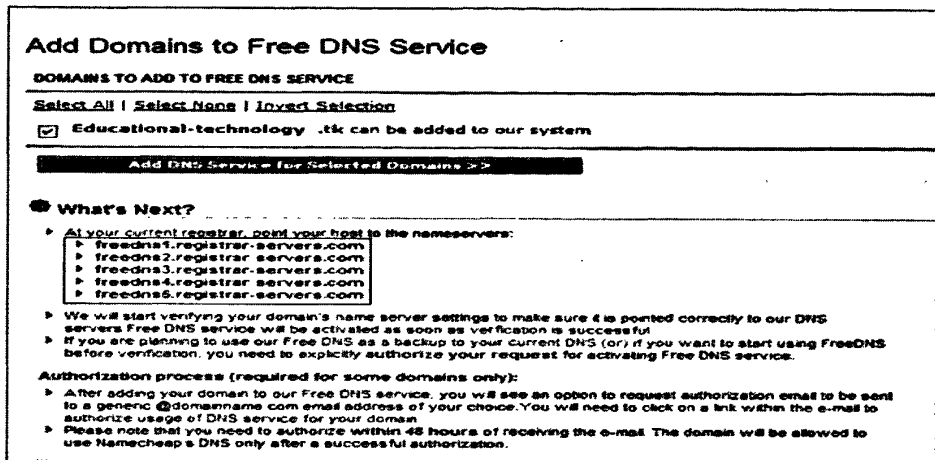 Add Domains to Free DNS Service
DOMAINS TO ADD TO FREE DNS SERVICE
Select All | Select None | Invert Selection
Educational-technology .tk can be added to our system
Add DNS Service for Selected Domains >>
What's Next?
At your current registrar, point your host to the nameservers:
freedns1.registrar-servers.com
freedns2.registrar-servers.com
freedns3.registrar-servers.com
freedns4.registrar-servers.com
freedns5.registrar-servers.com
We will start verifying your domain's name server settings to make sure it is pointed correctly to our DNS
servers Free DNS service will be activated as soon as verfication is successful
If you are planning to use our Free DNS as a backup to your current DNS (or) if you want to start using FreeDNS
before verification, you need to explicitly authorize your request for activating Free DNS service.
Authorization process (required for some domains only):
After adding your domain to our Free DNS service, you will see an option to request authorization email to be sent
to a generic @domainname com email address of your choice.You will need to click on a link within the e-mail to
authorize usage of DNS service for your domain
Please note that you need to authorize within 48 hours of receiving the e-mail. The domain will be allowed to
use Namecheap's DNS only after a successful authorization.